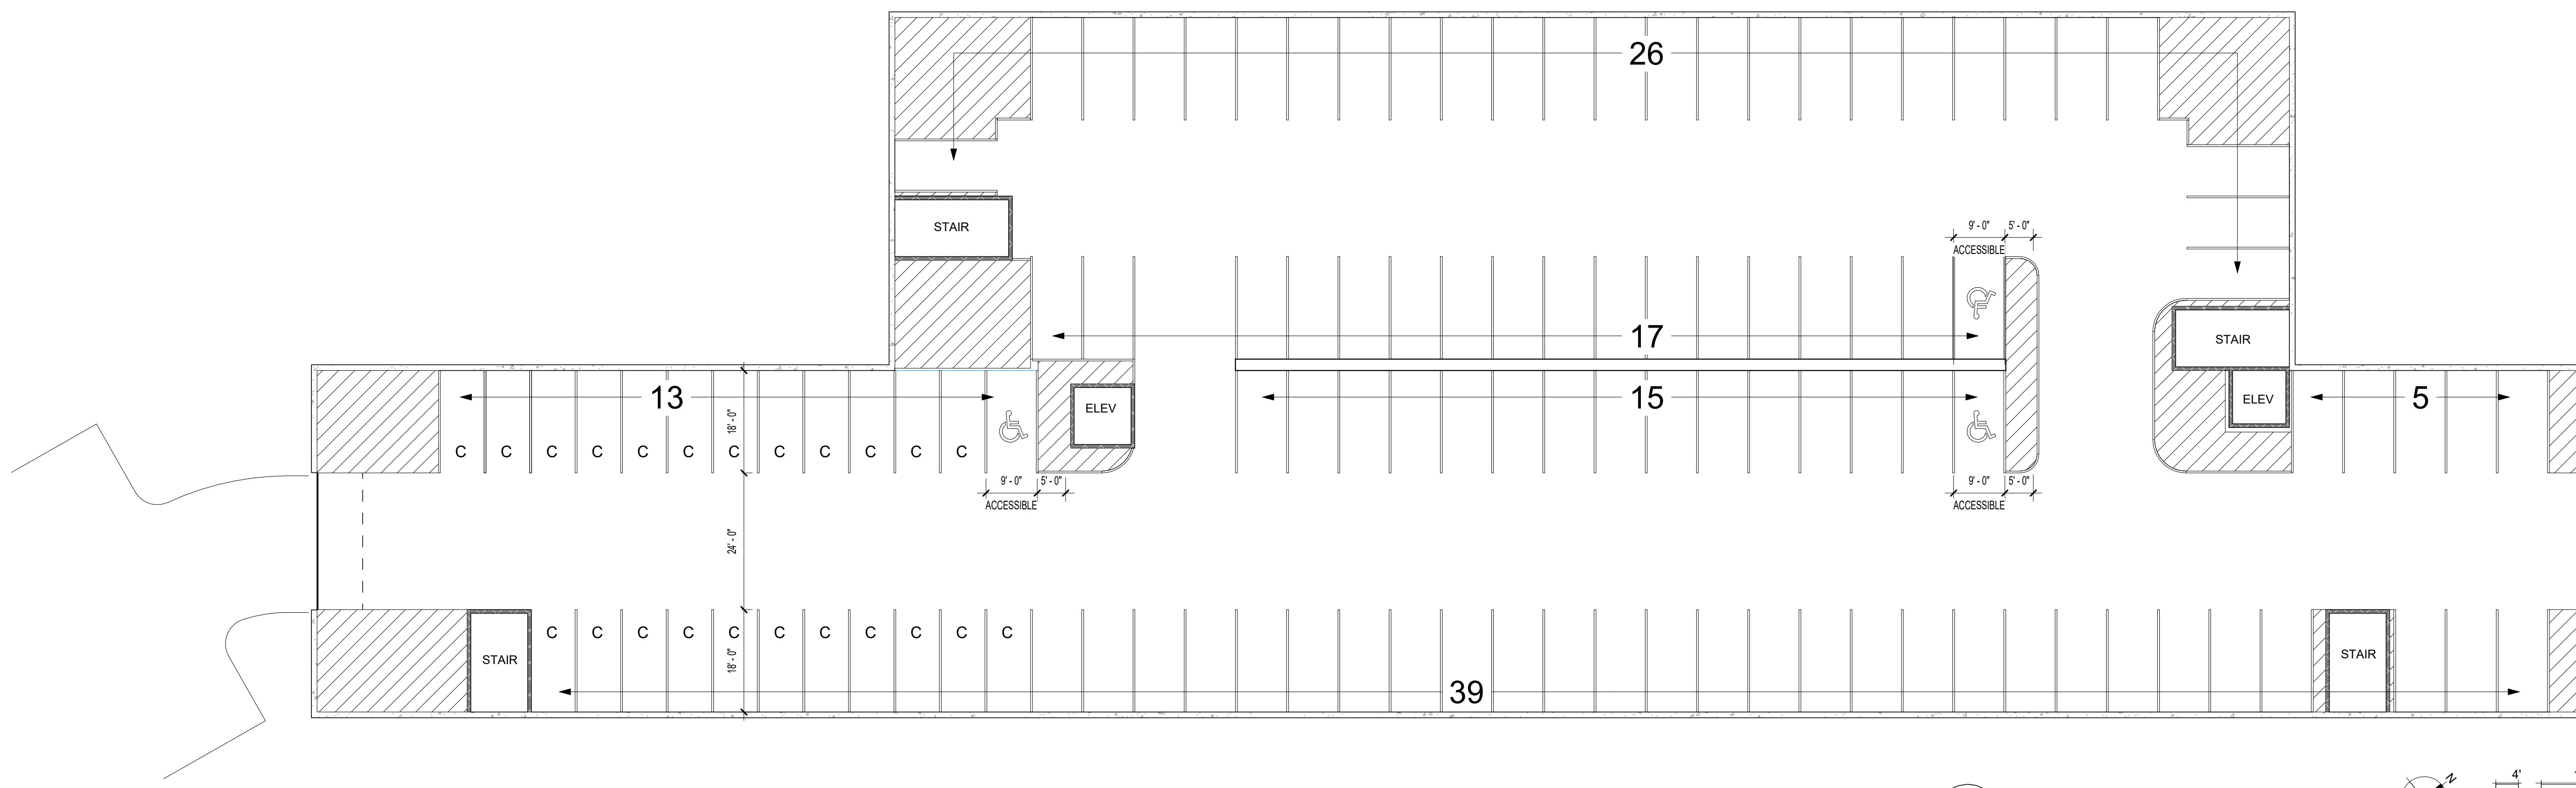 26
STAIR
9' - 0" 5' - 0"
ACCESSIBLE
17
STAIR
13
18' - 0"
ELEV
15
ELEV
5
C C C C C C C C C C C C
9' - 0" 5' - 0"
ACCESSIBLE
9' - 0" 5' - 0"
ACCESSIBLE
24' - 0"
C C C C C C C C C C C
STAIR
18' - 0"
STAIR
39
N
4'